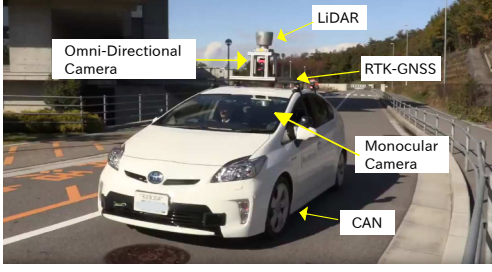 LiDAR
Omni-Directional
Camera
RTK-GNSS
Monocular
Camera
CAN